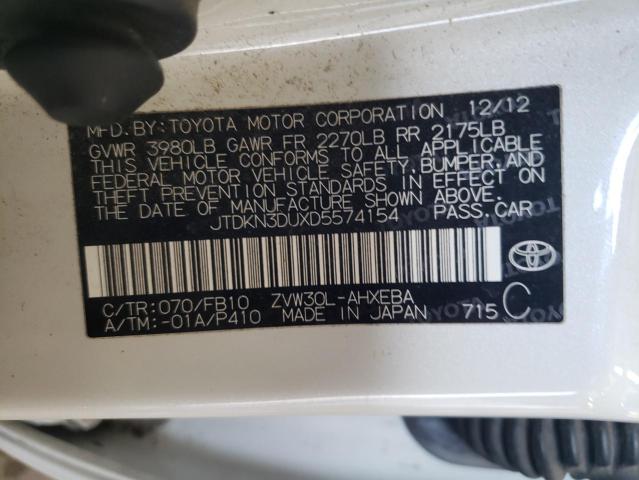 MFD. BY: TOYOTA MOTOR CORPORATION 12/12
GVWR 3980LB GAWR FR 2270LB RR 2175LB
THIS VEHICLE CONFORMS TO ALL APPLICABLE
FEDERAL MOTOR VEHICLE SAFETY, BUMPER, AND
THEFT PREVENTION STANDARDS IN EFFECT ON
THE DATE OF MANUFACTURE SHOWN ABOVE.
JTDKN3DUXD5574154 PASS. CAR
C/TR: 070/FB10 ZVW30L-AHXEBA
A/TM: -01A/P410 MADE IN JAPAN 715 C